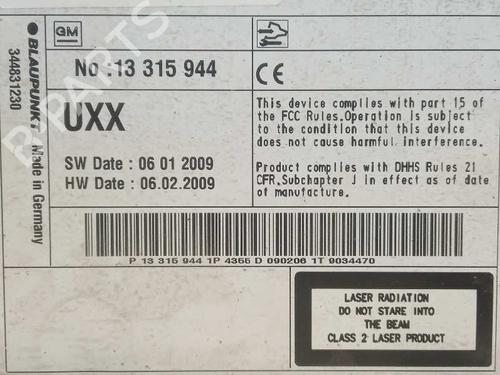 BLAUPUNKT Made in Germany
344831230
GM
No :13 315 944
CE
UXX
SW Date : 06 01 2009
HW Date : 06.02.2009
This device complies with part 15 of
the FCC Rules.Operation is subject
to the condition that this device
does not cause harmful interference.
Product complies with DHHS Rules 21
CFR,Subchapter J in effect as of date
of manufacture.
P 13 315 944 1P 4355 D 090206 1T 9034470
LASER RADIATION
DO NOT STARE INTO
THE BEAM
CLASS 2 LASER PRODUCT